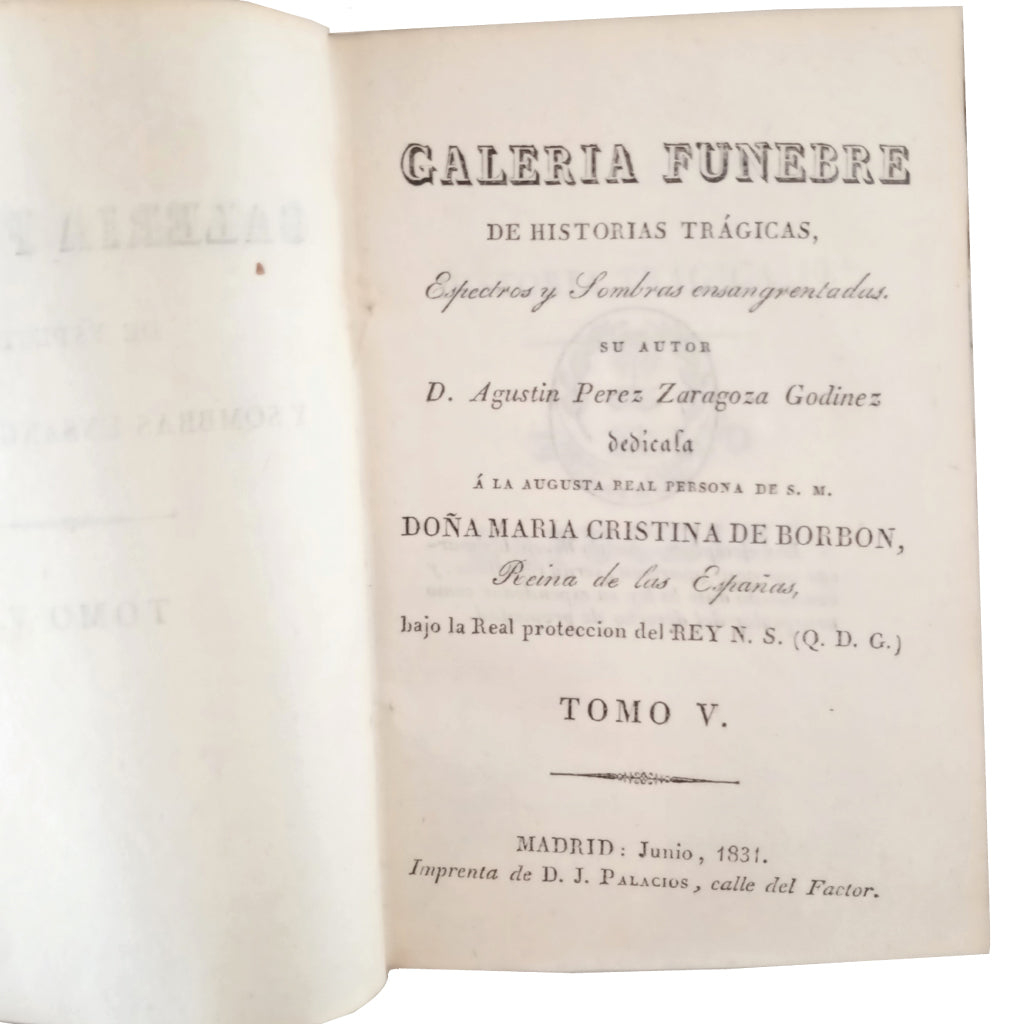 GALERIA FUNEBRE
DE HISTORIAS TRÁGICAS,
Espectros y Sombras ensangrentadas.
SU AUTOR
D. Agustin Perez Zaragoza Godinez
dedicala
Á LA AUGUSTA REAL PERSONA DE S. M.
DOÑA MARIA CRISTINA DE BORBON,
Reina de las Españas,
bajo la Real proteccion del REY N. S. (Q. D. G.)
TOMO V.
MADRID: Junio, 1831.
Imprenta de D. J. PALACIOS, calle del Factor.